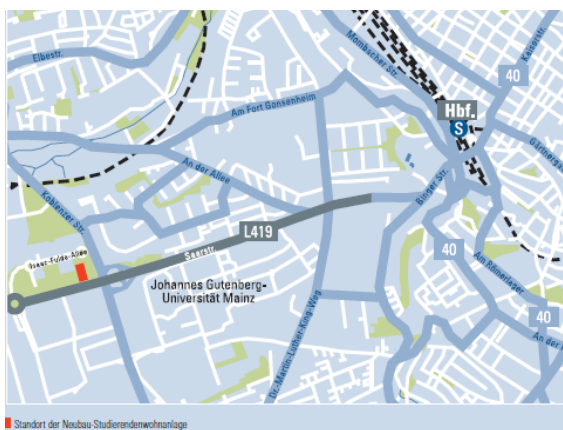 Elbestr.
Mombacher Str.
Kaiserstr.
40
Am Fort Gonsenheim
Hbf.
S
An der Allee
Koblenzer Str.
Binger Str.
L419
Saarstr.
Isaac-Fulda-Allee
Johannes Gutenberg-
Universität Mainz
40
Am Römerlager
40
An der
Dr.-Martin-Luther-King-Weg
Standort der Neubau-Studierendenwohnanlage